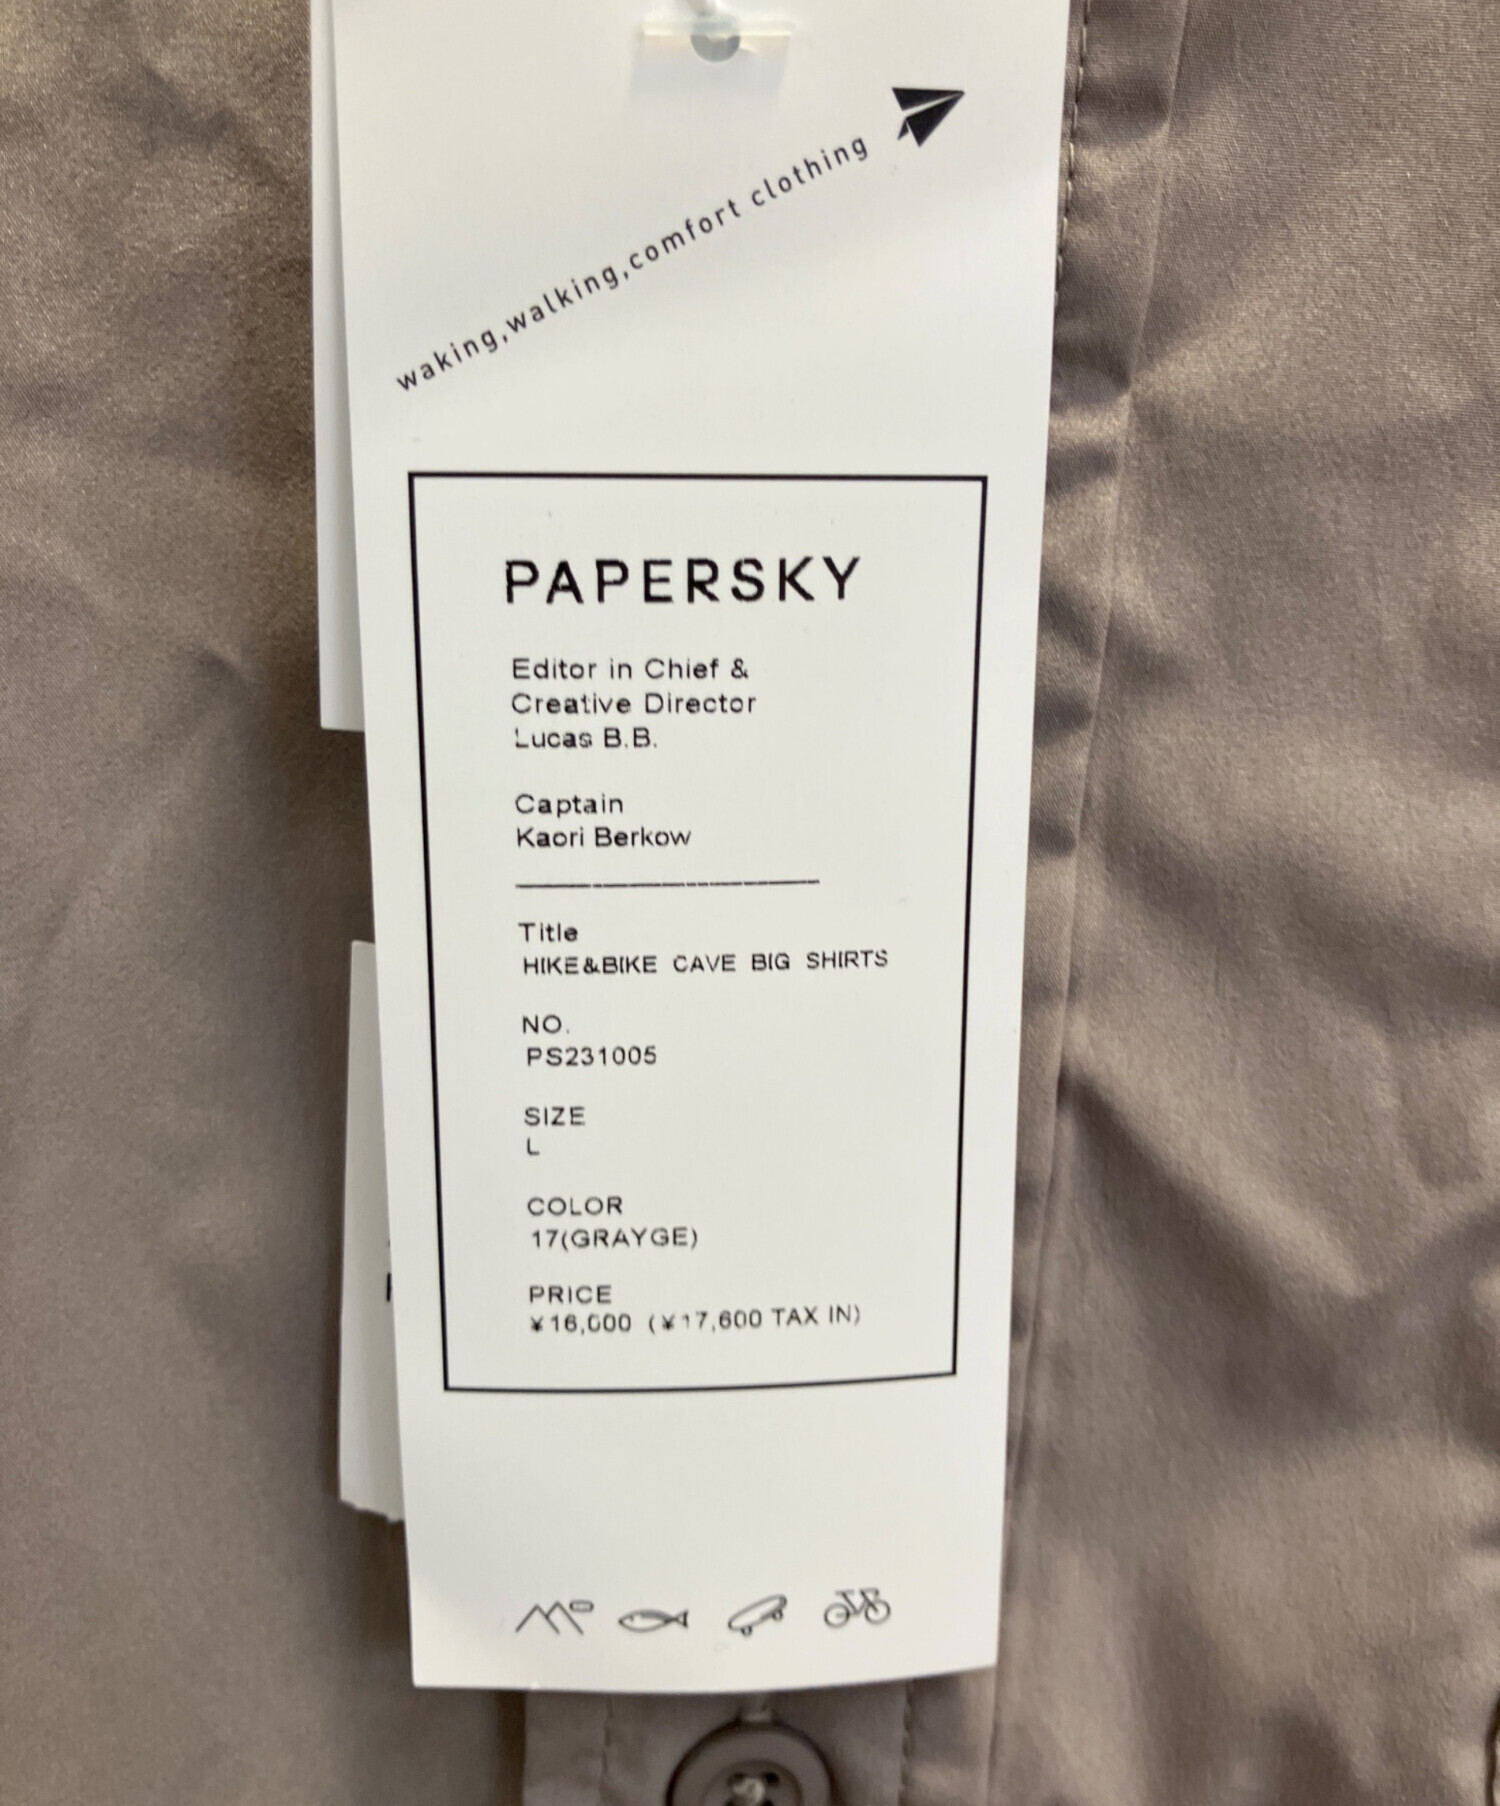 waking,walking,comfort clothing
PAPERSKY
Editor in Chief &
Creative Director
Lucas B.B.
Captain
Kaori Berkow
Title
HIKE&BIKE CAVE BIG SHIRTS
NO.
PS231005
SIZE
L
COLOR
17(GRAYGE)
PRICE
¥16,000 (¥17,600 TAX IN)